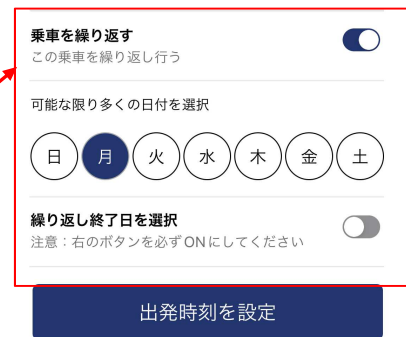 乗車を繰り返す
この乗車を繰り返し行う
可能な限り多くの日付を選択
日 月 火 水 木 金 土
繰り返し終了日を選択
注意：右のボタンを必ずONにしてください
出発時刻を設定